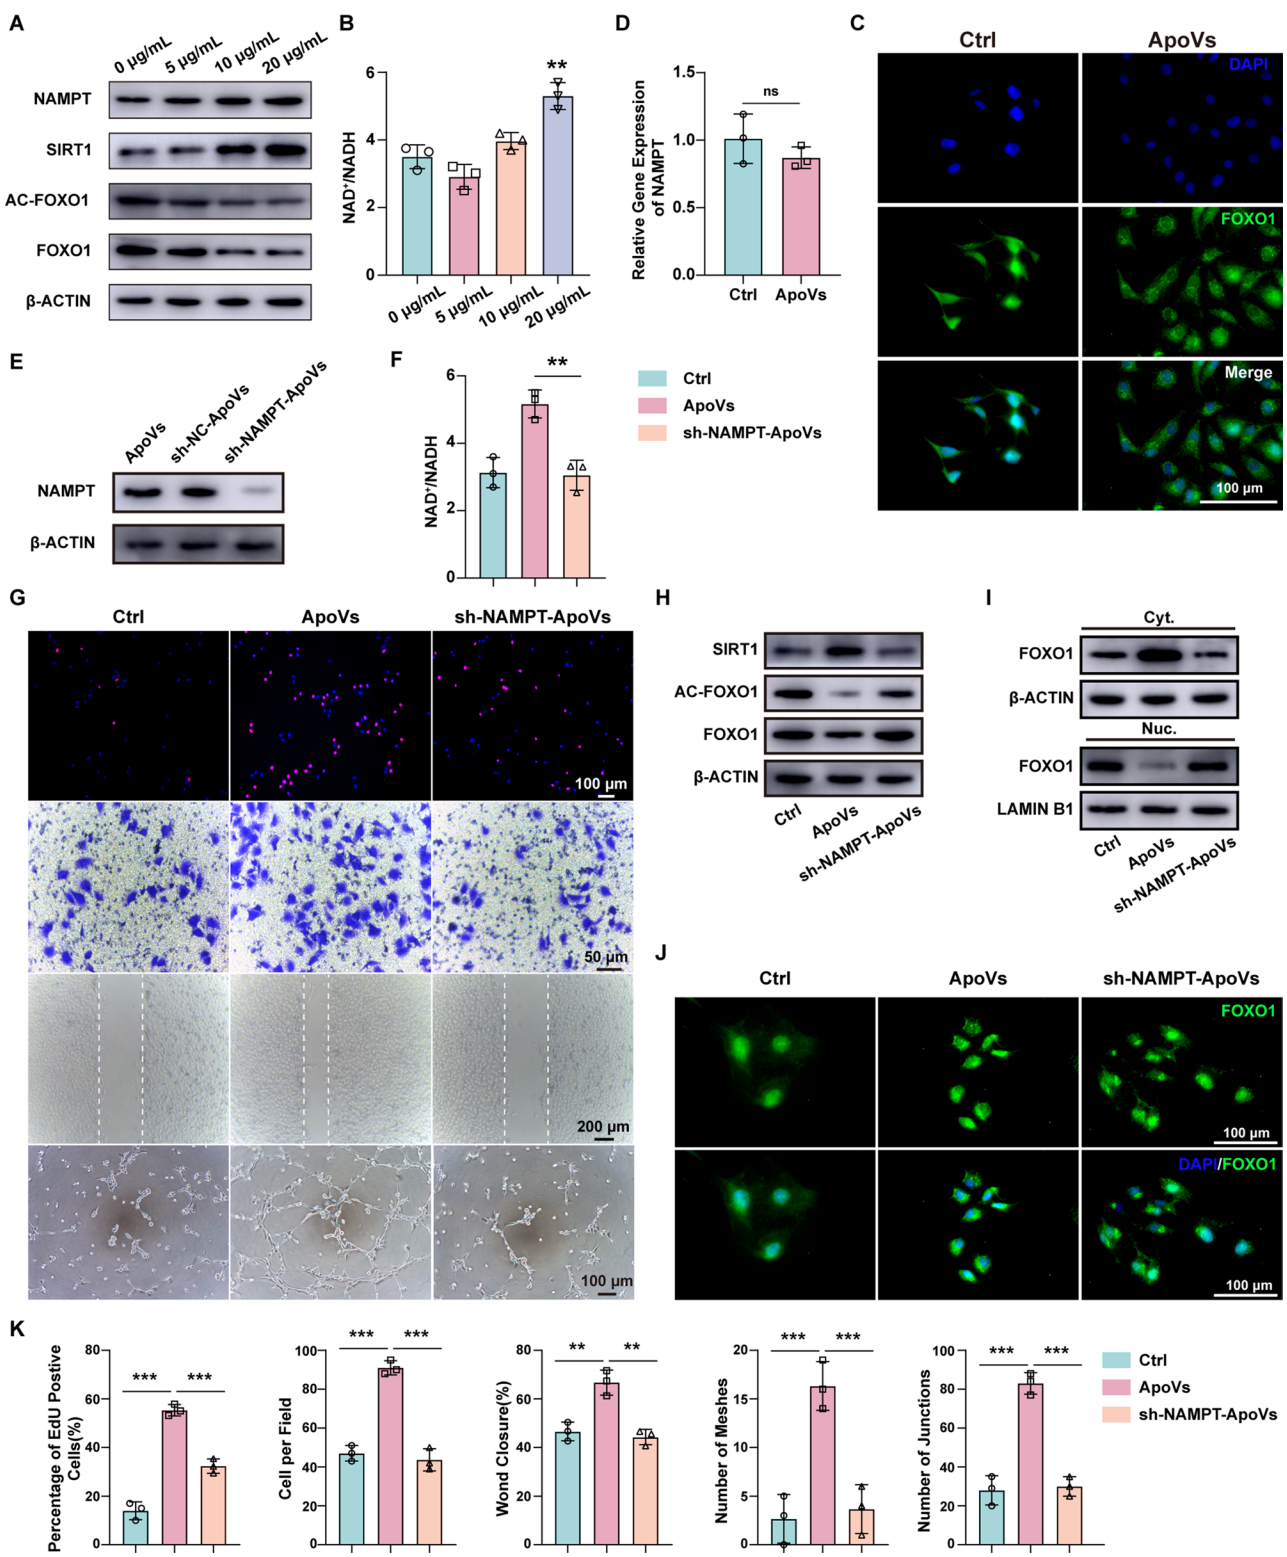 A
0 μg/mL
5 μg/mL
10 μg/mL
20 μg/mL
NAMPT
SIRT1
AC-FOXO1
FOXO1
β-ACTIN
B
**
6
4
2
0
NAD⁺/NADH
0 μg/mL
5 μg/mL
10 μg/mL
20 μg/mL
D
1.5
1.0
0.5
0.0
ns
Relative Gene Expression
of NAMPT
Ctrl
ApoVs
C
Ctrl
ApoVs
DAPI
FOXO1
Merge
100 μm
E
ApoVs
sh-NC-ApoVs
sh-NAMPT-ApoVs
NAMPT
β-ACTIN
F
**
6
4
2
0
NAD⁺/NADH
Ctrl
ApoVs
sh-NAMPT-ApoVs
G
Ctrl
ApoVs
sh-NAMPT-ApoVs
100 μm
50 μm
200 μm
100 μm
H
SIRT1
AC-FOXO1
FOXO1
β-ACTIN
Ctrl
ApoVs
sh-NAMPT-ApoVs
I
Cyt.
FOXO1
β-ACTIN
Nuc.
FOXO1
LAMIN B1
Ctrl
ApoVs
sh-NAMPT-ApoVs
J
Ctrl
ApoVs
sh-NAMPT-ApoVs
FOXO1
100 μm
DAPI/FOXO1
100 μm
K
Percentage of EdU Postive
Cells(%)
80
60
40
20
0
***
***
Cell per Field
100
80
60
40
20
0
***
***
Wond Closure(%)
80
60
40
20
0
**
**
Number of Meshes
20
15
10
5
0
***
***
Number of Junctions
100
80
60
40
20
0
***
***
Ctrl
ApoVs
sh-NAMPT-ApoVs